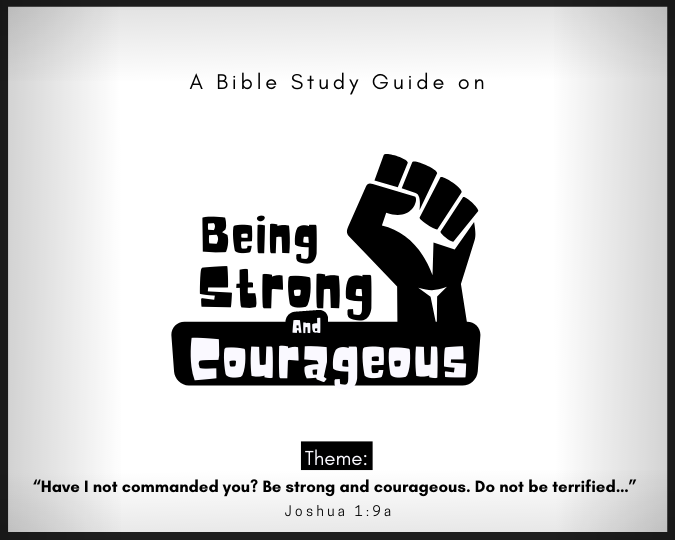 A Bible Study Guide on
Being
Strong
And
Courageous
Theme:
“Have I not commanded you? Be strong and courageous. Do not be terrified...”
Joshua 1:9a